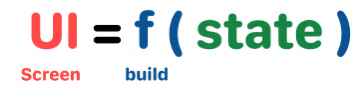 UI = f ( state )
Screen build